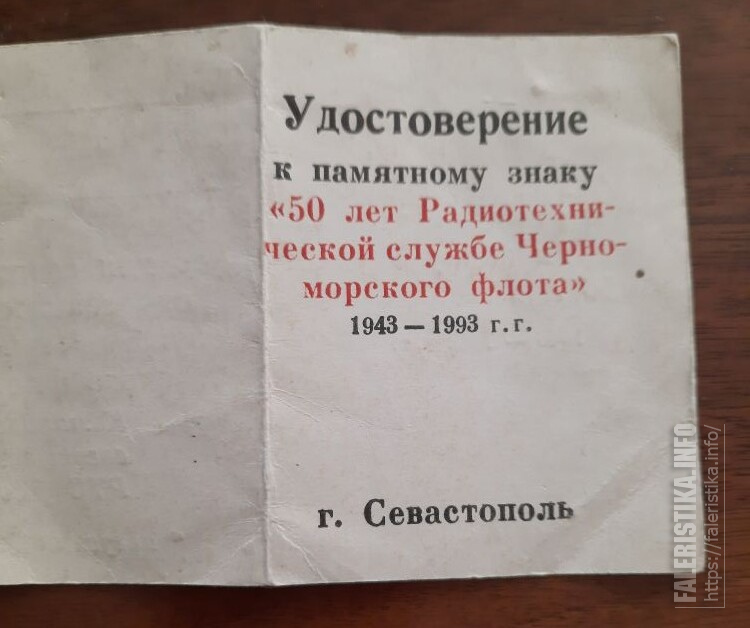 Удостоверение
к памятному знаку
«50 лет Радиотехни-
ческой службе Черно-
морского флота»
1943 — 1993 г. г.
г. Севастополь
FALERISTIKA.INFO
https://faleristika.info/